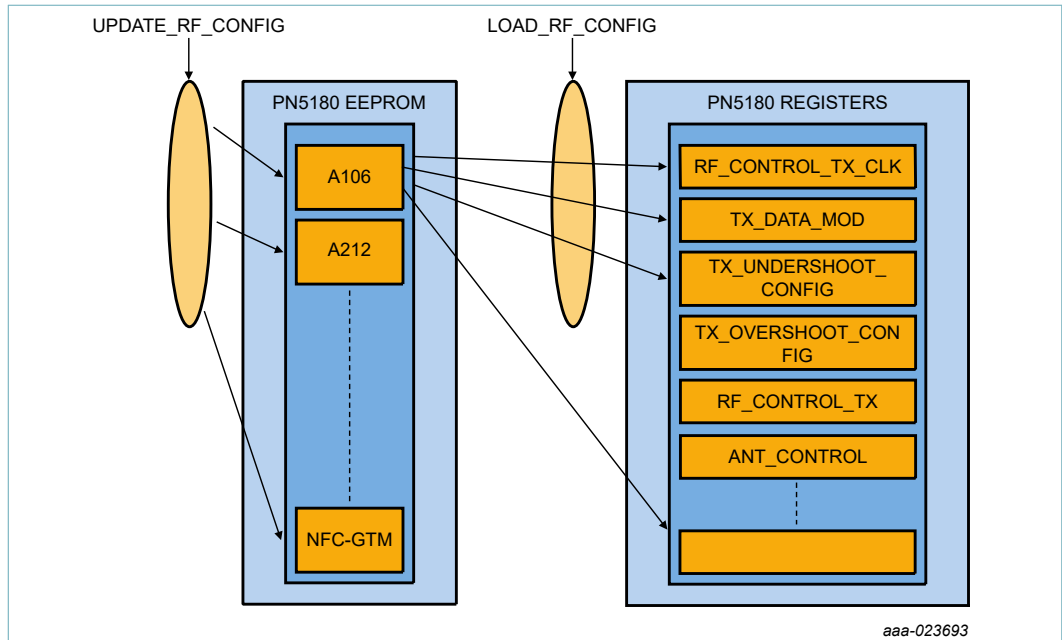 UPDATE_RF_CONFIG
LOAD_RF_CONFIG
PN5180 EEPROM
A106
A212
NFC-GTM
PN5180 REGISTERS
RF_CONTROL_TX_CLK
TX_DATA_MOD
TX_UNDERSHOOT_
CONFIG
TX_OVERSHOOT_CON
FIG
RF_CONTROL_TX
ANT_CONTROL
aaa-023693